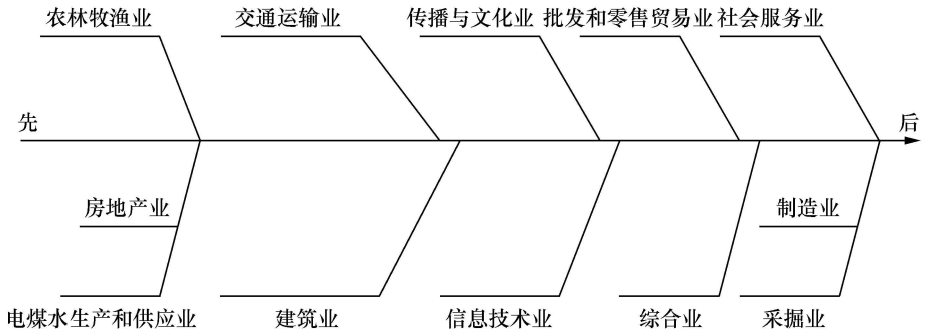 农林牧渔业 交通运输业 传播与文化业 批发和零售贸易业 社会服务业
先 后
房地产业 制造业
电煤水生产和供应业 建筑业 信息技术业 综合业 采掘业